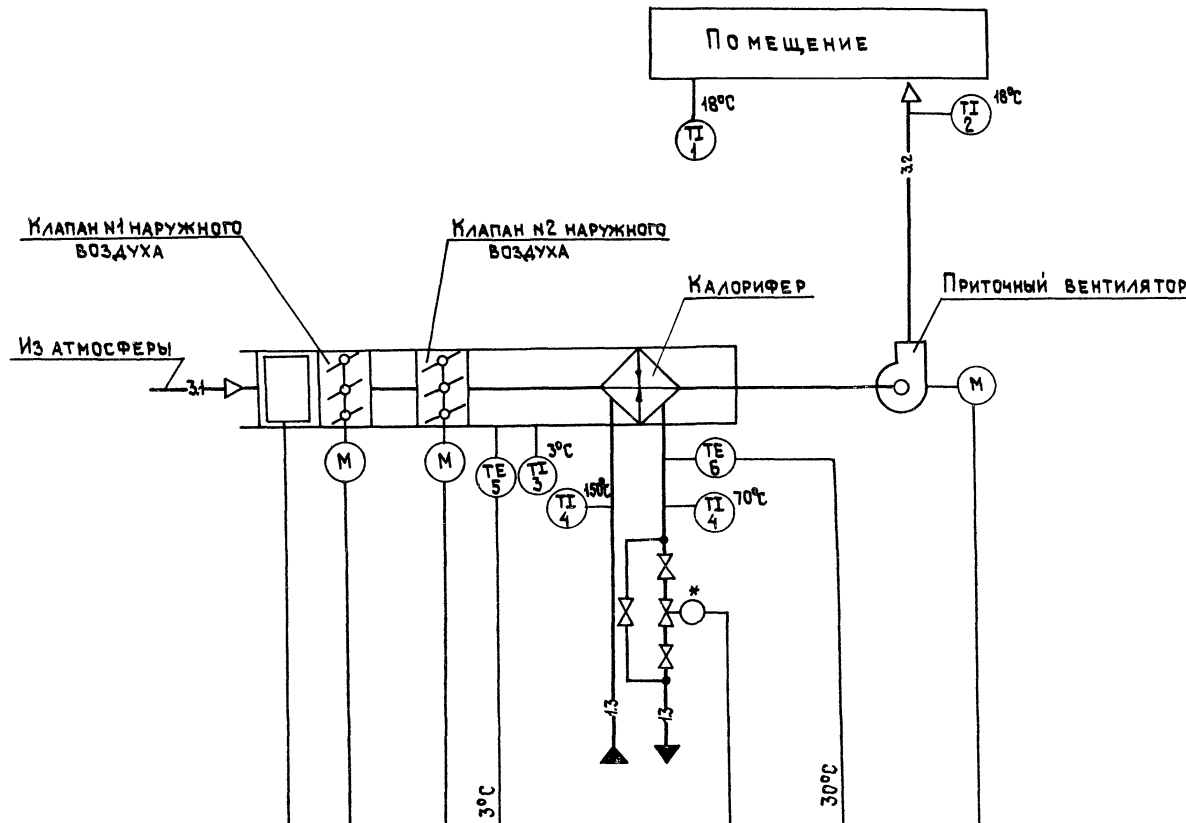 Помещение
18°C
TI
1
TI
2
18°C
3.2
Клапан N1 наружного
воздуха
Клапан N2 наружного
воздуха
Калорифер
Приточный вентилятор
Из атмосферы
3.1
M
M
M
TE
5
TI
3
3°C
TE
6
TI
4
150°C
TI
4
70°C
*
1.3
1.3
3°C
30°C